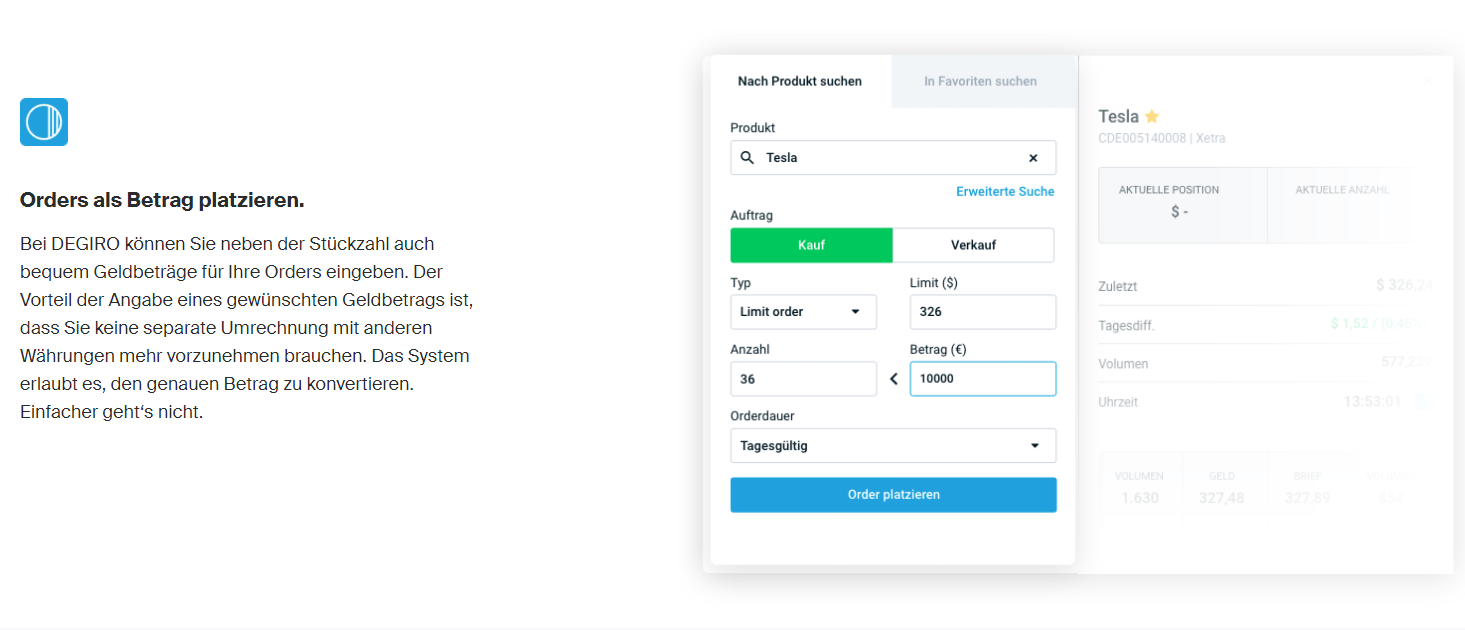 Orders als Betrag platzieren.
Bei DEGIRO können Sie neben der Stückzahl auch
bequem Geldbeträge für Ihre Orders eingeben. Der
Vorteil der Angabe eines gewünschten Geldbetrags ist,
dass Sie keine separate Umrechnung mit anderen
Währungen mehr vorzunehmen brauchen. Das System
erlaubt es, den genauen Betrag zu konvertieren.
Einfacher geht‘s nicht.
Nach Produkt suchen In Favoriten suchen
Produkt
Tesla
Erweiterte Suche
Auftrag
Kauf Verkauf
Typ Limit ($)
Limit order 326
Anzahl Betrag (€)
36 10000
Orderdauer
Tagesgültig
Order platzieren
Tesla
CDE005140008 | Xetra
AKTUELLE POSITION AKTUELLE ANZAHL
$ -
Zuletzt $ 326,24
Tagesdiff. $ 1,52 / (0,46%)
Volumen
Uhrzeit 13:53:01
VOLUMEN GELD BRIEF VOLUMEN
1.630 327,48 327,89